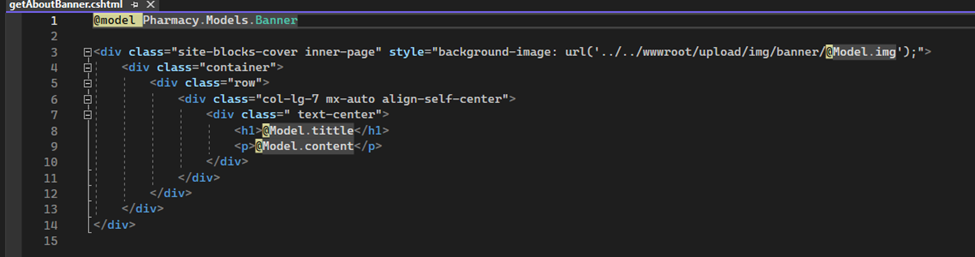 getAboutBanner.cshtml
1 @model Pharmacy.Models.Banner
2
3 <div class="site-blocks-cover inner-page" style="background-image: url('../../wwwroot/upload/img/banner/@Model.img');">
4 <div class="container">
5 <div class="row">
6 <div class="col-lg-7 mx-auto align-self-center">
7 <div class=" text-center">
8 <h1>@Model.tittle</h1>
9 <p>@Model.content</p>
10 </div>
11 </div>
12 </div>
13 </div>
14 </div>
15